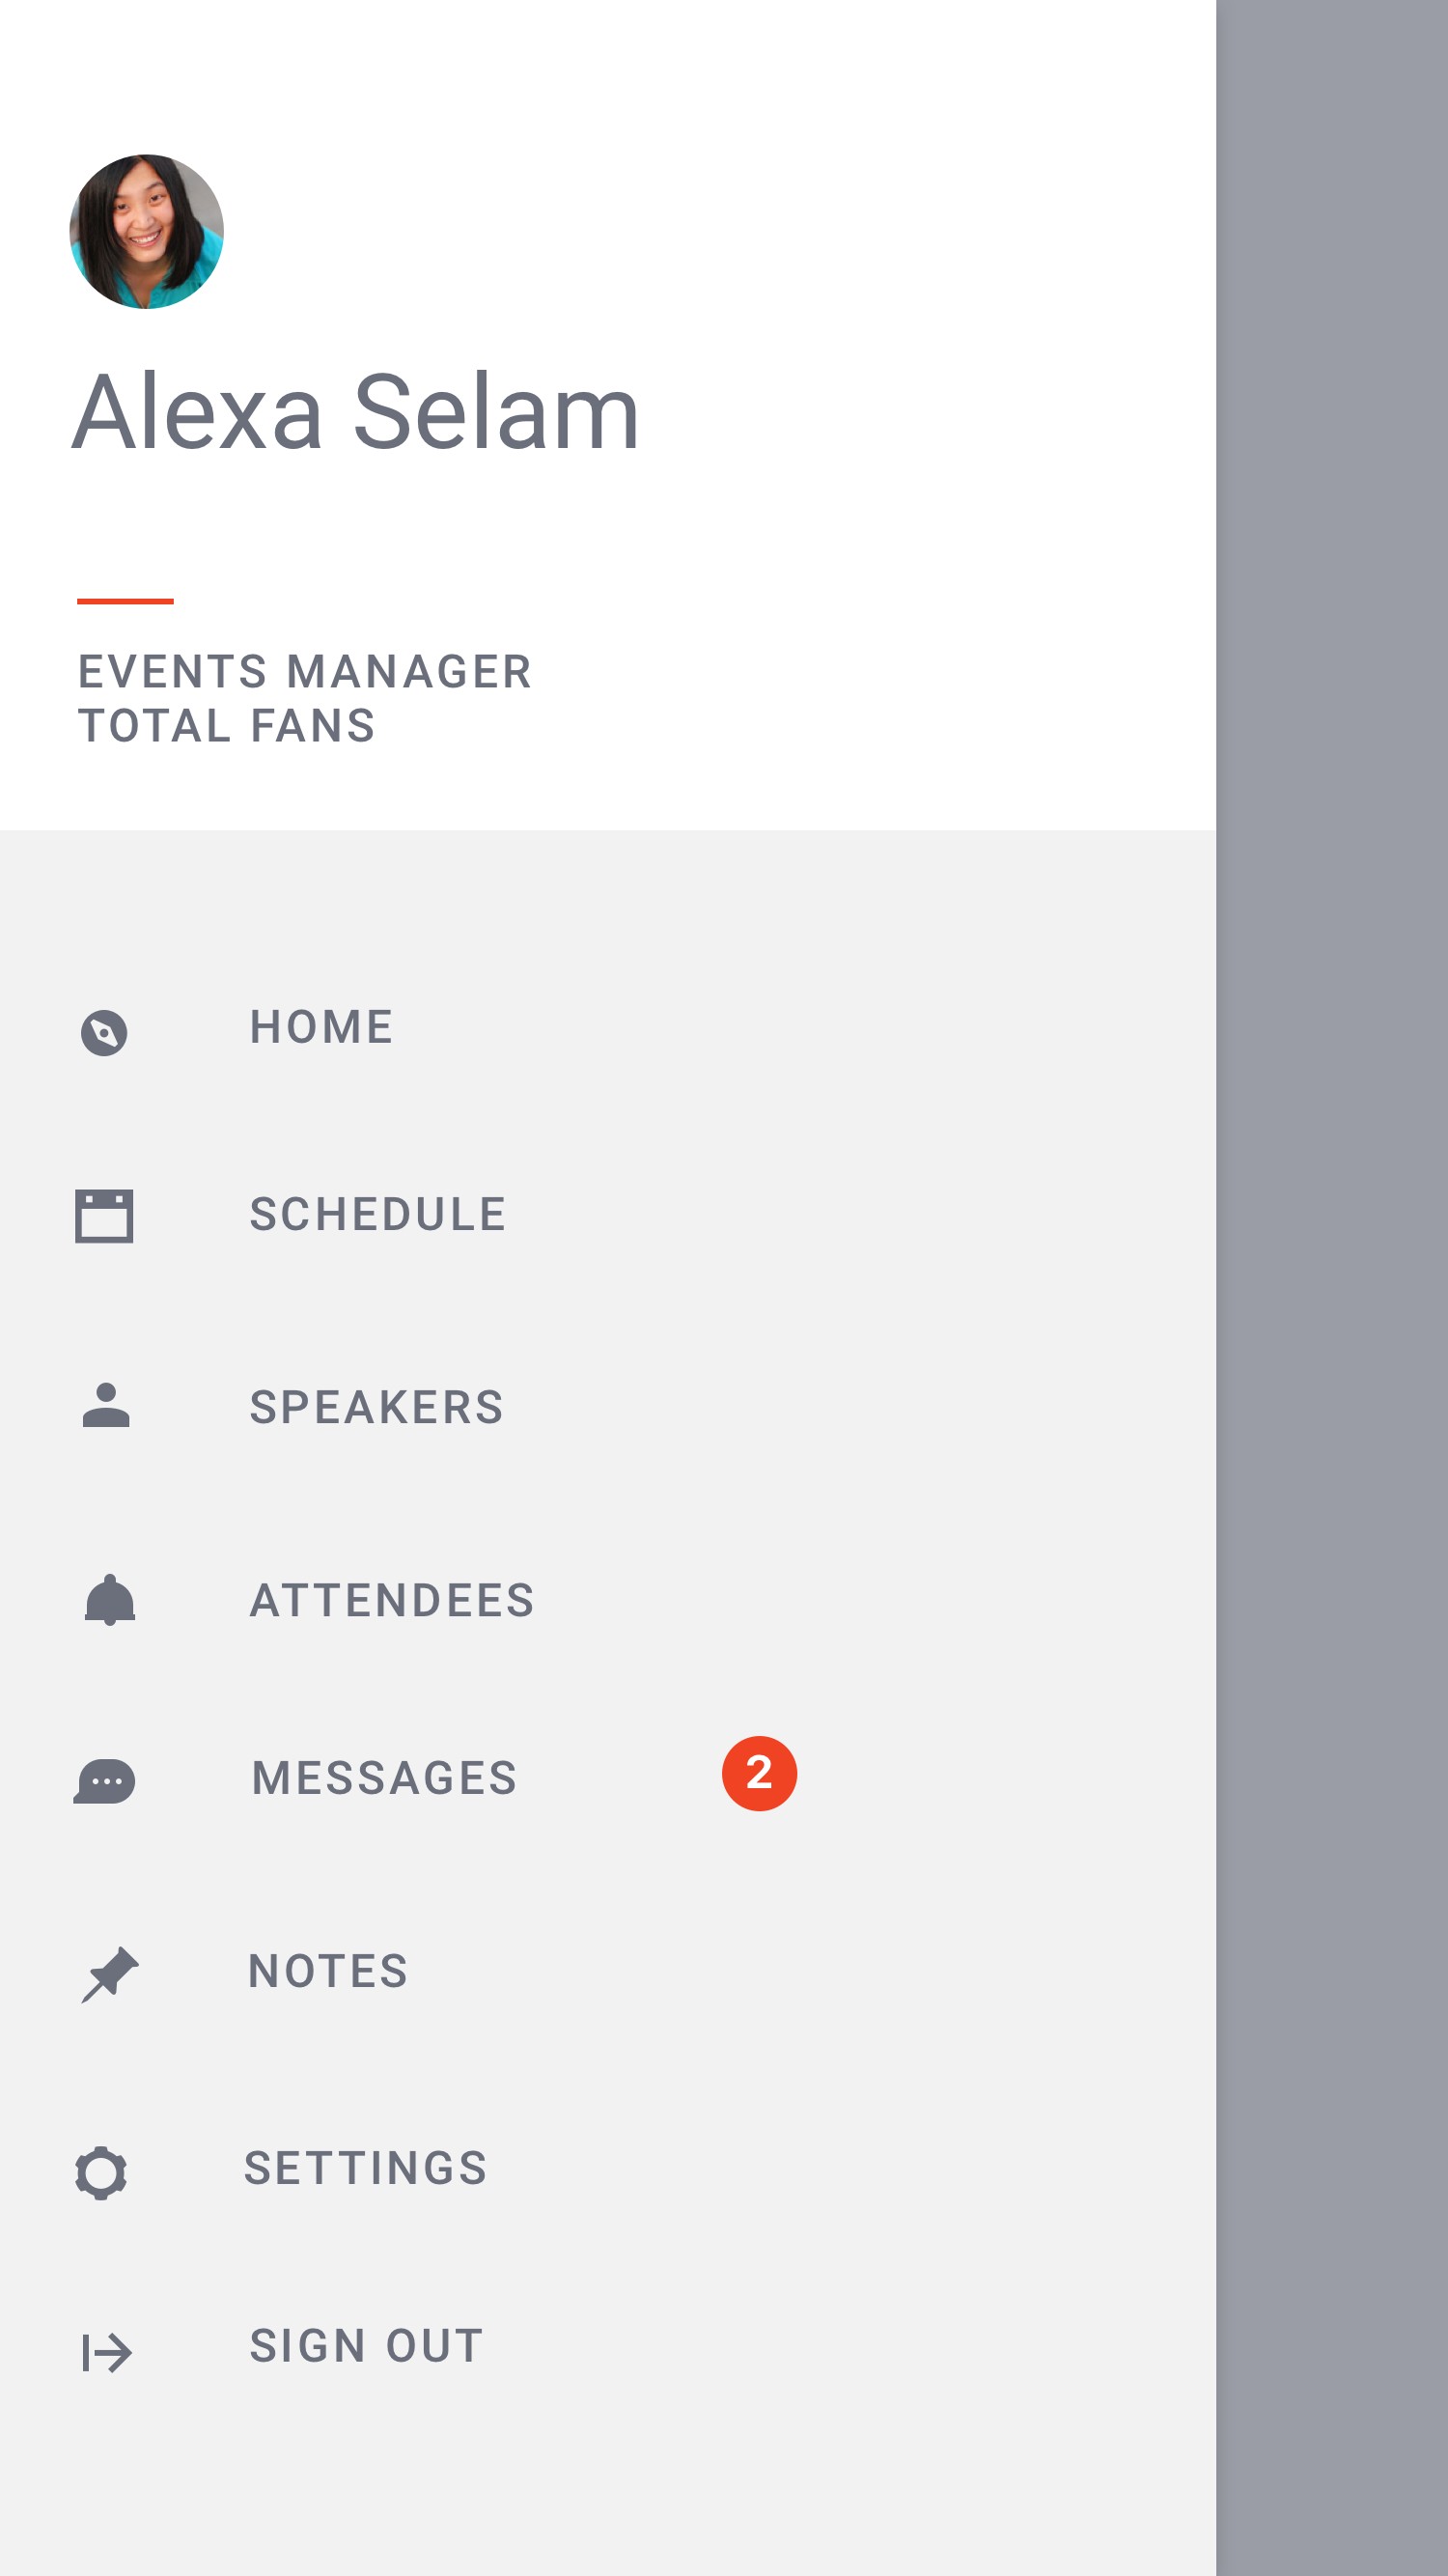 Alexa Selam
EVENTS MANAGER
TOTAL FANS
HOME
SCHEDULE
SPEAKERS
ATTENDEES
MESSAGES 2
NOTES
SETTINGS
SIGN OUT